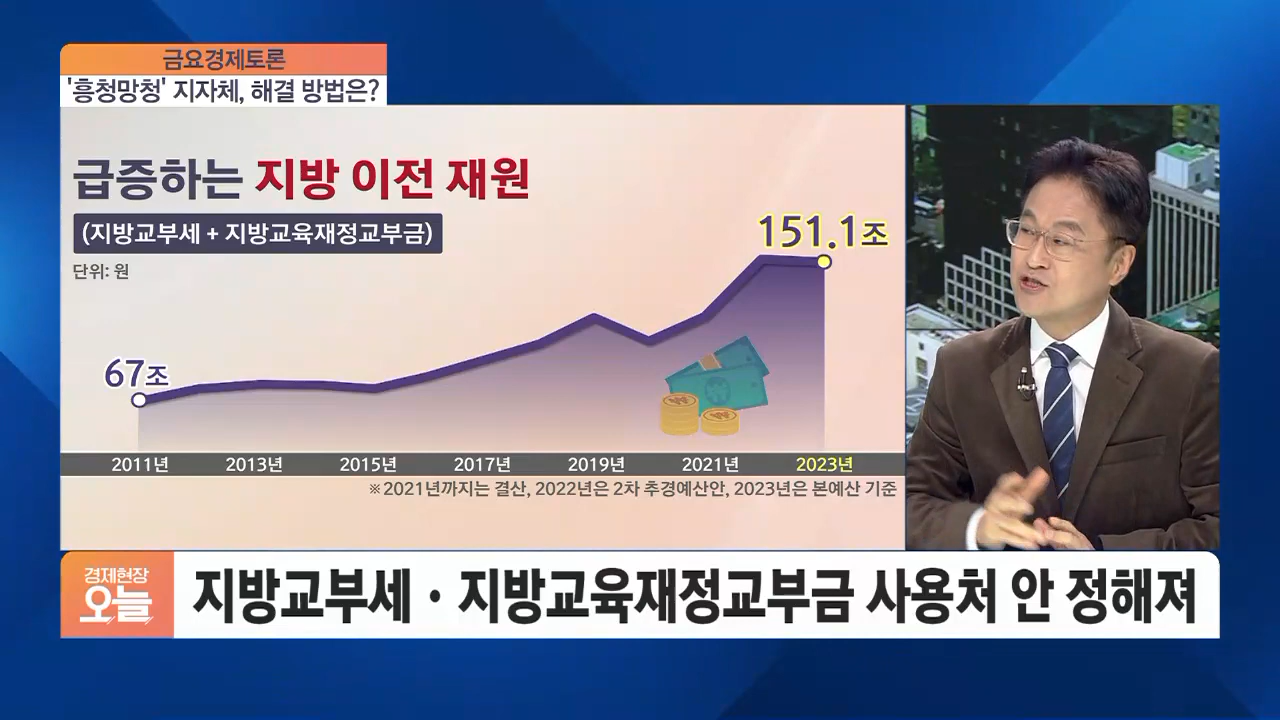 금요경제토론
'흥청망청' 지자체, 해결 방법은?
급증하는 지방 이전 재원
(지방교부세 + 지방교육재정교부금)
단위: 원
151.1조
67조
2011년 2013년 2015년 2017년 2019년 2021년 2023년
※2021년까지는 결산, 2022년은 2차 추경예산안, 2023년은 본예산 기준
경제현장
오늘
지방교부세·지방교육재정교부금 사용처 안 정해져